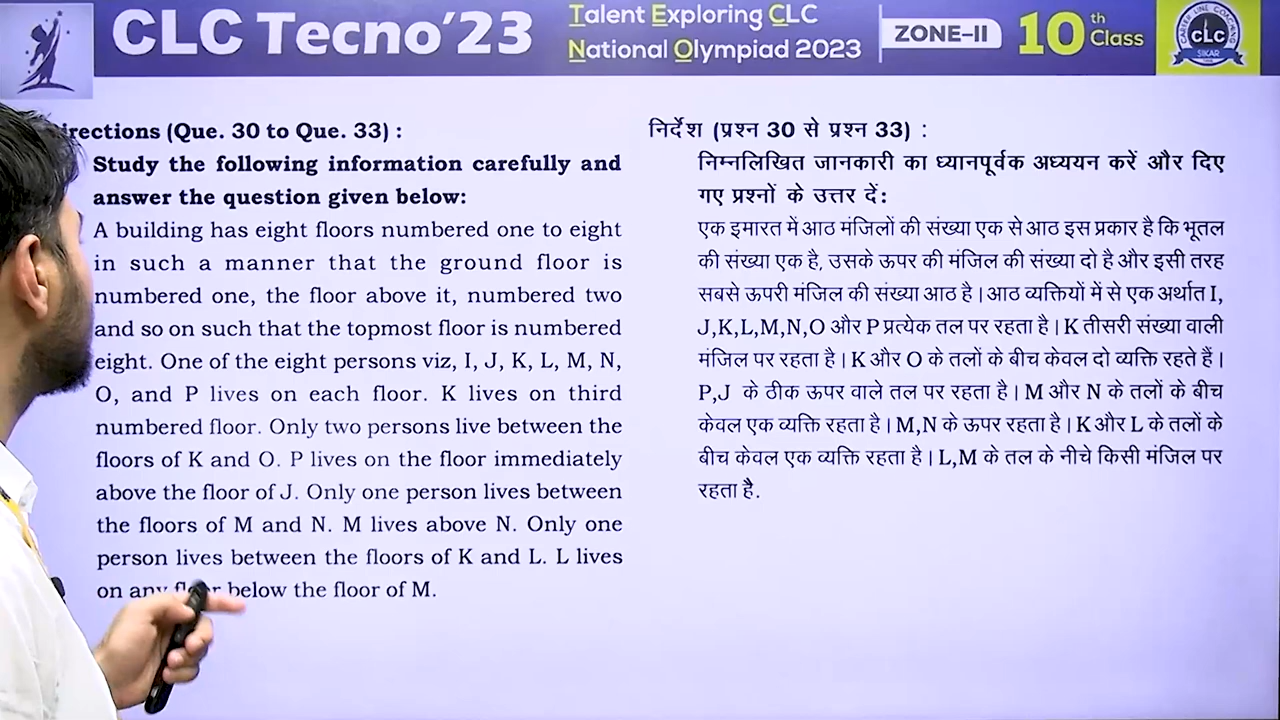 CLC Tecno'23
Talent Exploring CLC
National Olympiad 2023
ZONE–II
10th Class
CAREER LINE COACHING
CLC
SIKAR
irections (Que. 30 to Que. 33) :
Study the following information carefully and
answer the question given below:
A building has eight floors numbered one to eight
in such a manner that the ground floor is
numbered one, the floor above it, numbered two
and so on such that the topmost floor is numbered
eight. One of the eight persons viz, I, J, K, L, M, N,
O, and P lives on each floor. K lives on third
numbered floor. Only two persons live between the
floors of K and O. P lives on the floor immediately
above the floor of J. Only one person lives between
the floors of M and N. M lives above N. Only one
person lives between the floors of K and L. L lives
on any floor below the floor of M.
निर्देश (प्रश्न 30 से प्रश्न 33) :
निम्नलिखित जानकारी का ध्यानपूर्वक अध्ययन करें और दिए
गए प्रश्नों के उत्तर दें:
एक इमारत में आठ मंजिलों की संख्या एक से आठ इस प्रकार है कि भूतल
की संख्या एक है, उसके ऊपर की मंजिल की संख्या दो है और इसी तरह
सबसे ऊपरी मंजिल की संख्या आठ है। आठ व्यक्तियों में से एक अर्थात I,
J,K,L,M,N,O और P प्रत्येक तल पर रहता है। K तीसरी संख्या वाली
मंजिल पर रहता है। K और O के तलों के बीच केवल दो व्यक्ति रहते हैं।
P,J के ठीक ऊपर वाले तल पर रहता है। M और N के तलों के बीच
केवल एक व्यक्ति रहता है। M,N के ऊपर रहता है। K और L के तलों के
बीच केवल एक व्यक्ति रहता है। L,M के तल के नीचे किसी मंजिल पर
रहता है.